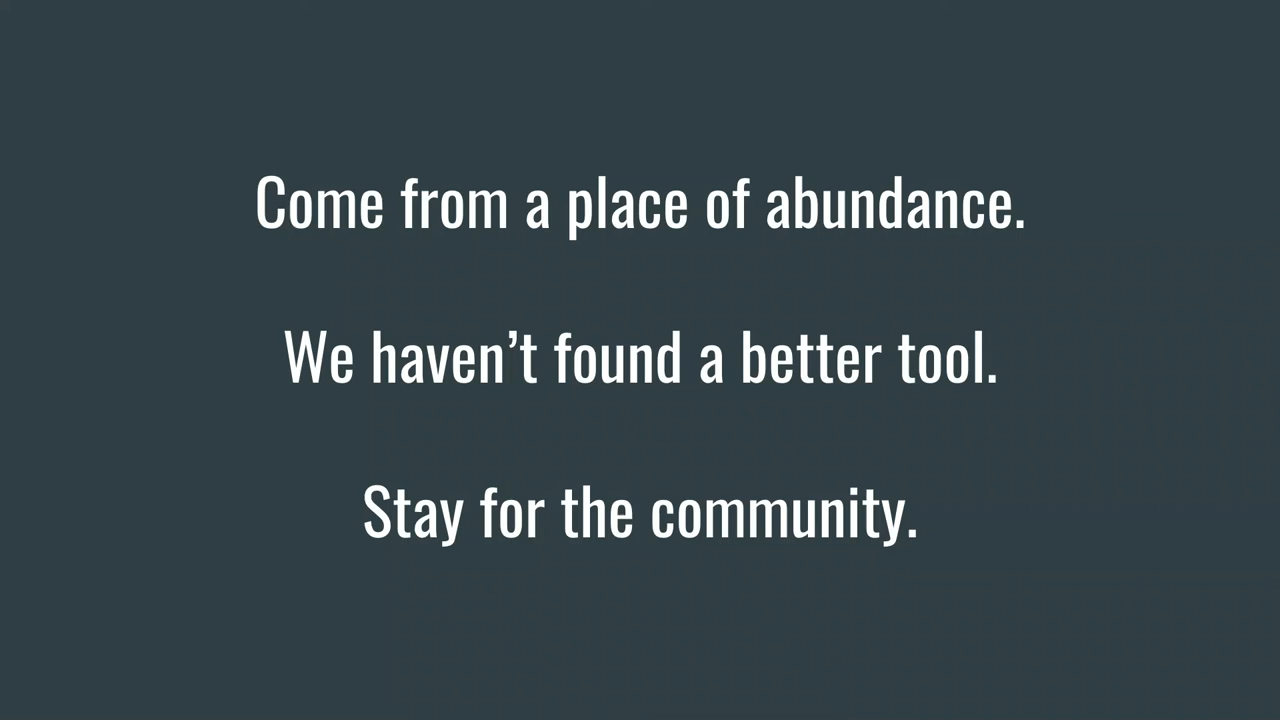 Come from a place of abundance.
We haven’t found a better tool.
Stay for the community.